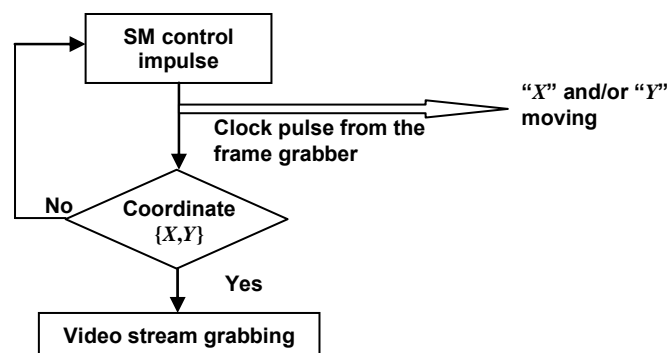 SM control
impulse
“X” and/or “Y”
moving
Clock pulse from the
frame grabber
No
Coordinate
{X,Y}
Yes
Video stream grabbing